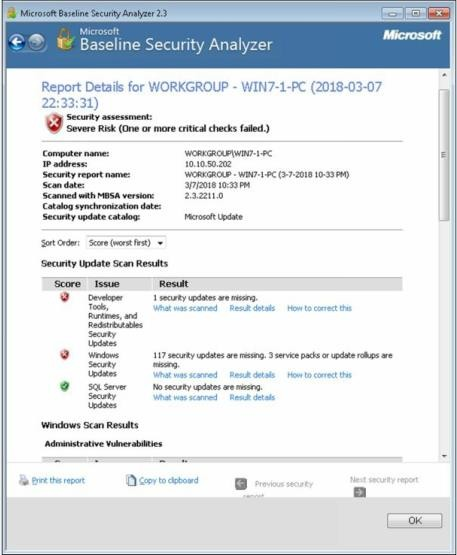 Microsoft Baseline Security Analyzer 2.3
Microsoft
Baseline Security Analyzer
Microsoft
Report Details for WORKGROUP - WIN7-1-PC (2018-03-07
22:33:31)
Security assessment:
Severe Risk (One or more critical checks failed.)
Computer name: WORKGROUP\WIN7-1-PC
IP address: 10.10.50.202
Security report name: WORKGROUP - WIN7-1-PC (3-7-2018 10-33 PM)
Scan date: 3/7/2018 10:33 PM
Scanned with MBSA version: 2.3.2211.0
Catalog synchronization date:
Security update catalog: Microsoft Update
Sort Order: Score (worst first)
Security Update Scan Results
Score Issue Result
Developer Tools, Runtimes, and Redistributables Security Updates
1 security updates are missing.
What was scanned Result details How to correct this
Windows Security Updates
117 security updates are missing. 3 service packs or update rollups are
missing.
What was scanned Result details How to correct this
SQL Server Security Updates
No security updates are missing.
What was scanned Result details
Windows Scan Results
Administrative Vulnerabilities
Print this report Copy to clipboard Previous security Next security report
OK